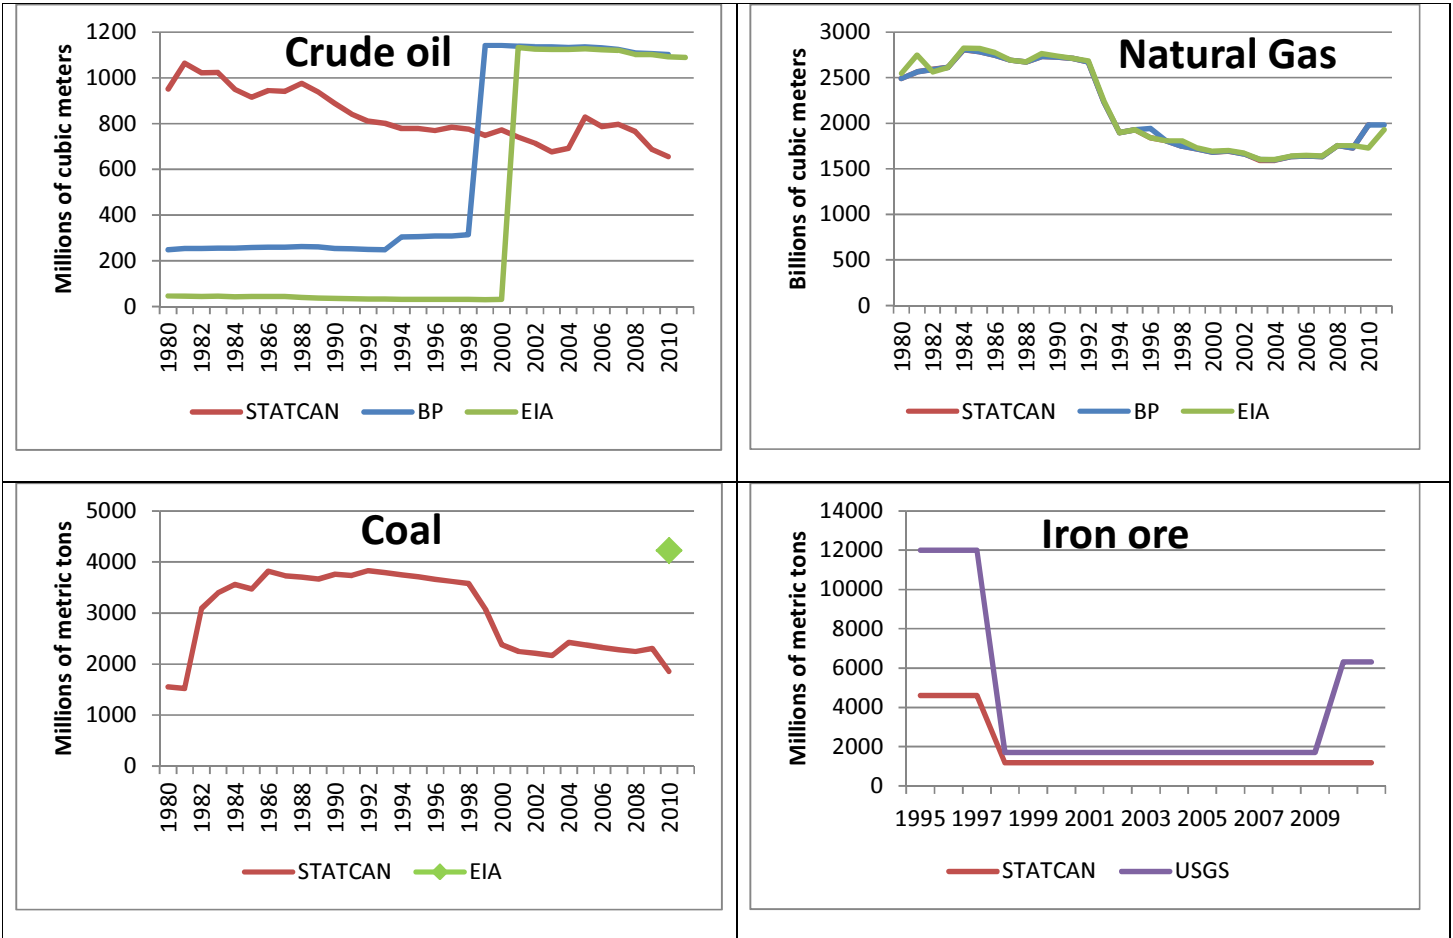 Crude oil
Millions of cubic meters
1200
1000
800
600
400
200
0
1980 1982 1984 1986 1988 1990 1992 1994 1996 1998 2000 2002 2004 2006 2008 2010
STATCAN BP EIA
Natural Gas
Billions of cubic meters
3000
2500
2000
1500
1000
500
0
1980 1982 1984 1986 1988 1990 1992 1994 1996 1998 2000 2002 2004 2006 2008 2010
STATCAN BP EIA
Coal
Millions of metric tons
5000
4000
3000
2000
1000
0
1980 1982 1984 1986 1988 1990 1992 1994 1996 1998 2000 2002 2004 2006 2008 2010
STATCAN EIA
Iron ore
Millions of metric tons
14000
12000
10000
8000
6000
4000
2000
0
1995 1997 1999 2001 2003 2005 2007 2009
STATCAN USGS